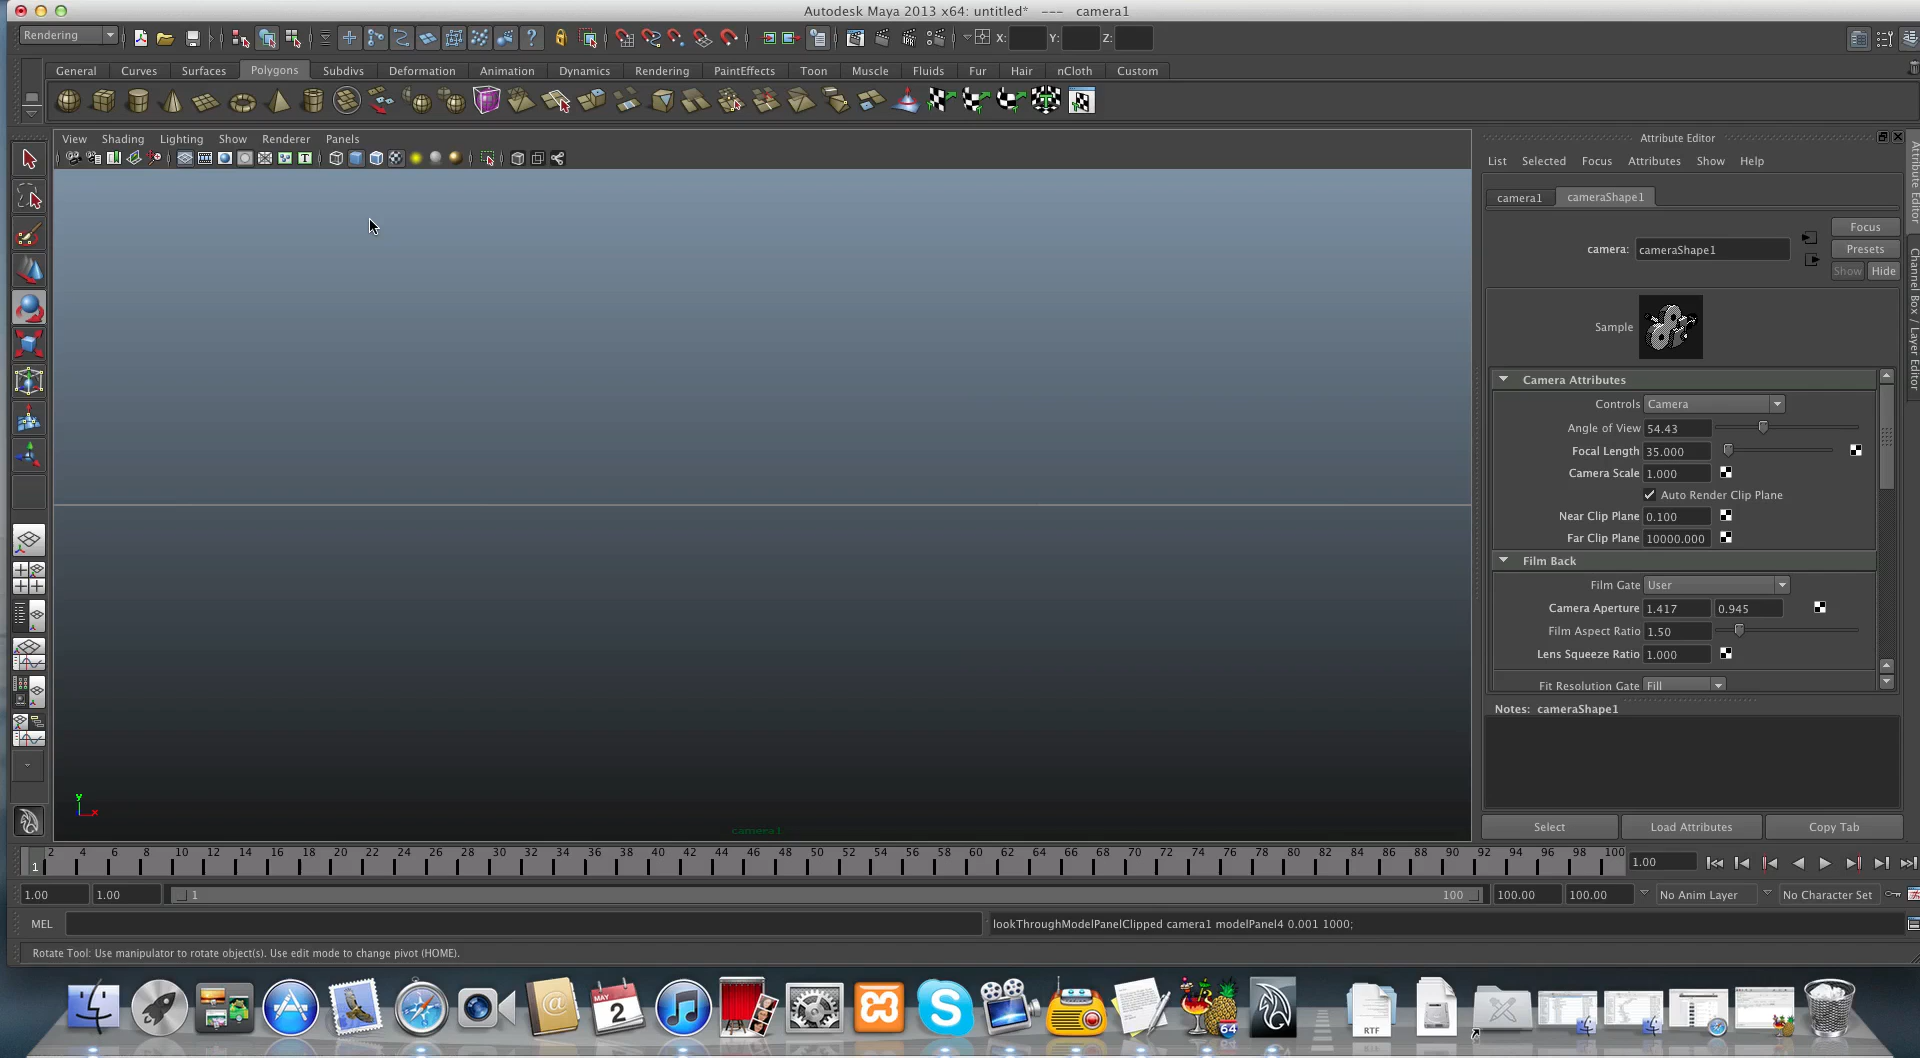 Autodesk Maya 2013 x64: untitled*   ---   camera1
Rendering
X:
Y:
Z:
General Curves Surfaces Polygons Subdivs Deformation Animation Dynamics Rendering PaintEffects Toon Muscle Fluids Fur Hair nCloth Custom
View Shading Lighting Show Renderer Panels
Attribute Editor
List Selected Focus Attributes Show Help
camera1 cameraShape1
Focus
camera: cameraShape1
Presets
Show Hide
Sample
Camera Attributes
Controls Camera
Angle of View 54.43
Focal Length 35.000
Camera Scale 1.000
Auto Render Clip Plane
Near Clip Plane 0.100
Far Clip Plane 10000.000
Film Back
Film Gate User
Camera Aperture 1.417 0.945
Film Aspect Ratio 1.50
Lens Squeeze Ratio 1.000
Fit Resolution Gate Fill
Notes: cameraShape1
Select Load Attributes Copy Tab
Attribute Editor
Channel Box / Layer Editor
y
x
camera1
1 2 4 6 8 10 12 14 16 18 20 22 24 26 28 30 32 34 36 38 40 42 44 46 48 50 52 54 56 58 60 62 64 66 68 70 72 74 76 78 80 82 84 86 88 90 92 94 96 98 100 1.00
1.00 1.00 1 100 100.00 100.00 No Anim Layer No Character Set
MEL lookThroughModelPanelClipped camera1 modelPanel4 0.001 1000;
Rotate Tool: Use manipulator to rotate object(s). Use edit mode to change pivot (HOME).
MAY
2
64
RTF